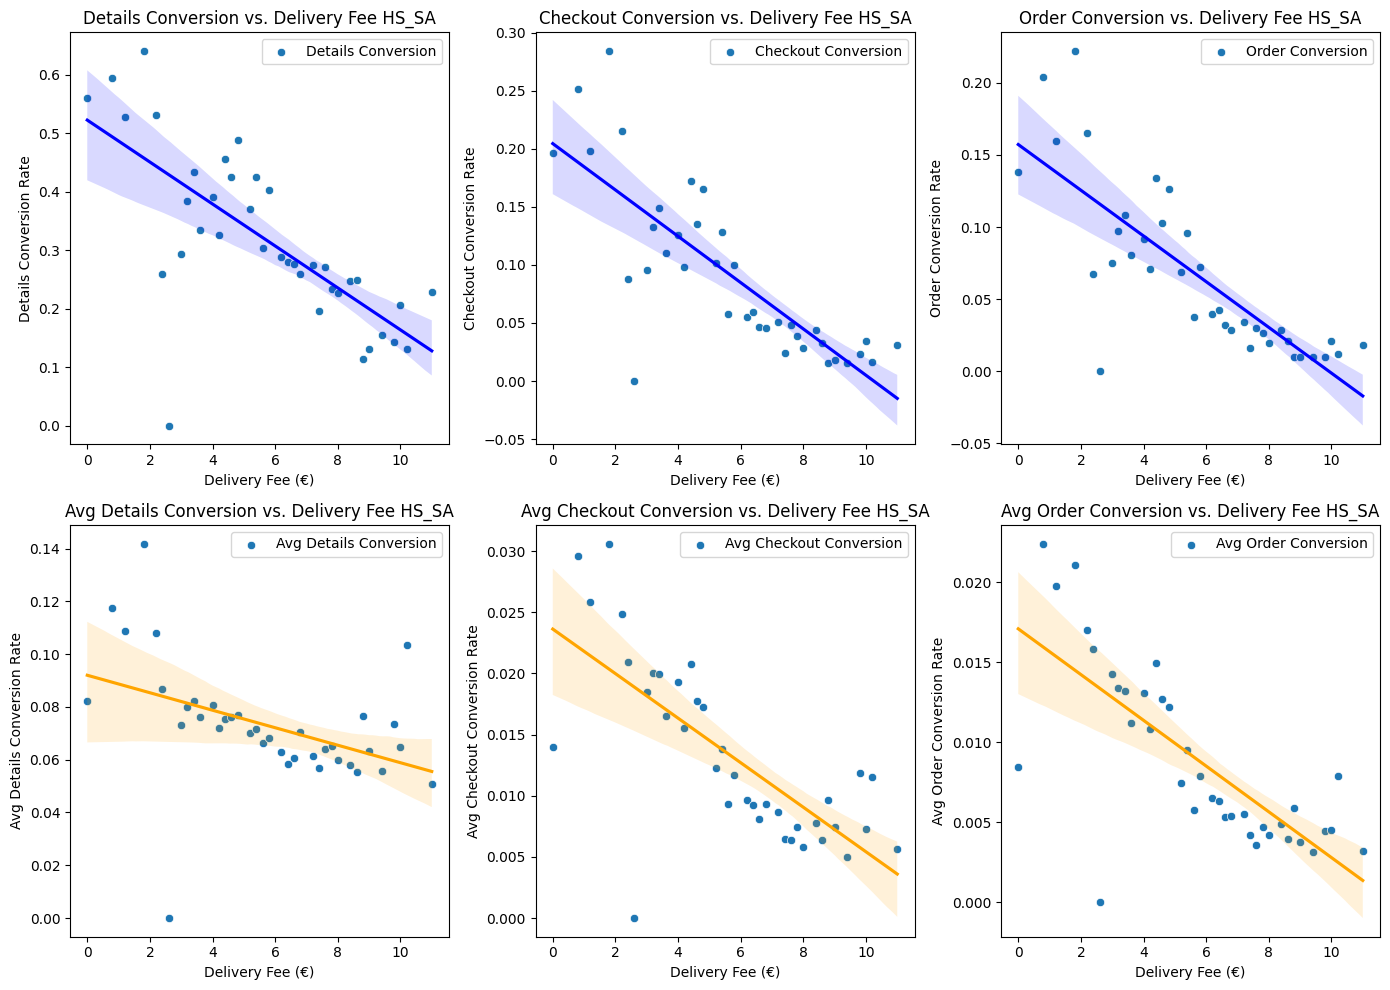 Details Conversion vs. Delivery Fee HS_SA
Details Conversion
0.6
0.5
0.4
0.3
0.2
0.1
0.0
Details Conversion Rate
0 2 4 6 8 10
Delivery Fee (€)
Checkout Conversion vs. Delivery Fee HS_SA
Checkout Conversion
0.30
0.25
0.20
0.15
0.10
0.05
0.00
−0.05
Checkout Conversion Rate
0 2 4 6 8 10
Delivery Fee (€)
Order Conversion vs. Delivery Fee HS_SA
Order Conversion
0.20
0.15
0.10
0.05
0.00
−0.05
Order Conversion Rate
0 2 4 6 8 10
Delivery Fee (€)
Avg Details Conversion vs. Delivery Fee HS_SA
Avg Details Conversion
0.14
0.12
0.10
0.08
0.06
0.04
0.02
0.00
Avg Details Conversion Rate
0 2 4 6 8 10
Delivery Fee (€)
Avg Checkout Conversion vs. Delivery Fee HS_SA
Avg Checkout Conversion
0.030
0.025
0.020
0.015
0.010
0.005
0.000
Avg Checkout Conversion Rate
0 2 4 6 8 10
Delivery Fee (€)
Avg Order Conversion vs. Delivery Fee HS_SA
Avg Order Conversion
0.020
0.015
0.010
0.005
0.000
Avg Order Conversion Rate
0 2 4 6 8 10
Delivery Fee (€)